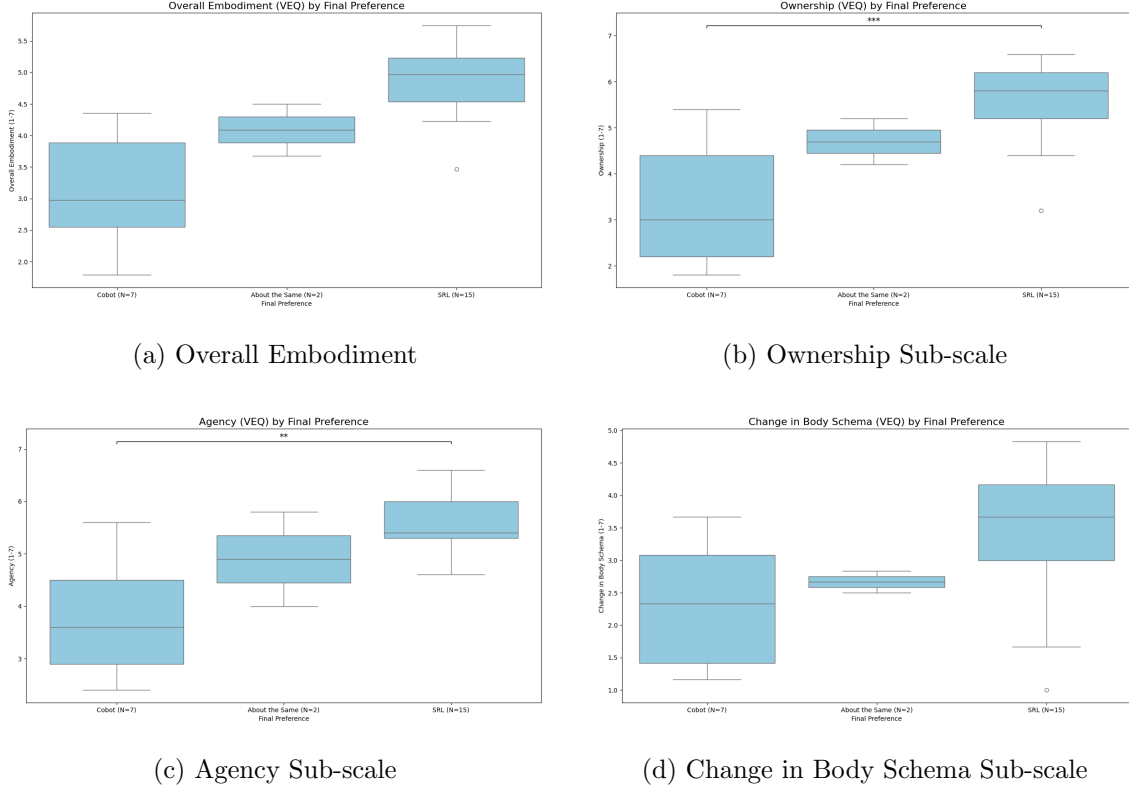 Overall Embodiment (VEQ) by Final Preference
5.5
5.0
4.5
4.0
3.5
3.0
2.5
2.0
Overall Embodiment (1-7)
Cobot (N=7)
About the Same (N=2)
SRL (N=15)
Final Preference
(a) Overall Embodiment
Ownership (VEQ) by Final Preference
***
7
6
5
4
3
2
Ownership (1-7)
Cobot (N=7)
About the Same (N=2)
SRL (N=15)
Final Preference
(b) Ownership Sub-scale
Agency (VEQ) by Final Preference
**
7
6
5
4
3
Agency (1-7)
Cobot (N=7)
About the Same (N=2)
SRL (N=15)
Final Preference
(c) Agency Sub-scale
Change in Body Schema (VEQ) by Final Preference
5.0
4.5
4.0
3.5
3.0
2.5
2.0
1.5
1.0
Change in Body Schema (1-7)
Cobot (N=7)
About the Same (N=2)
SRL (N=15)
Final Preference
(d) Change in Body Schema Sub-scale